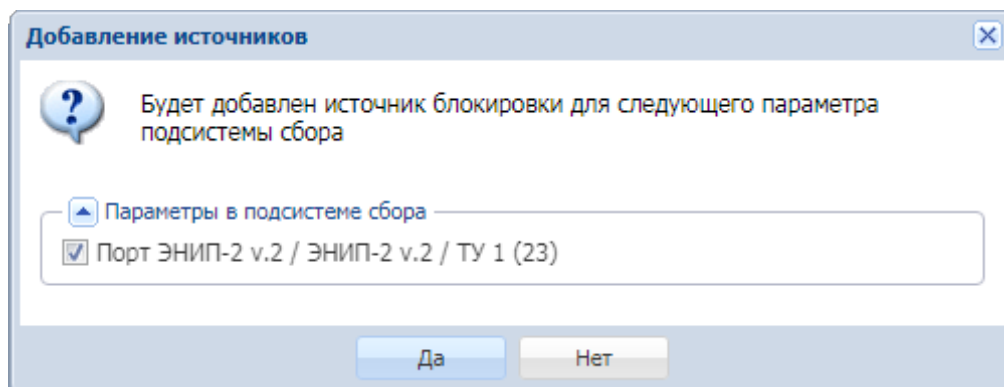 Добавление источников
Будет добавлен источник блокировки для следующего параметра
подсистемы сбора
Параметры в подсистеме сбора
Порт ЭНИП-2 v.2 / ЭНИП-2 v.2 / ТУ 1 (23)
Да
Нет